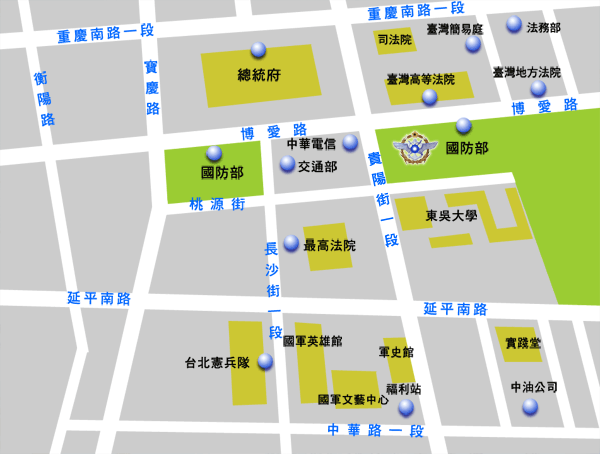 重慶南路一段
重慶南路一段
臺灣簡易庭
法務部
司法院
衡陽路
寶慶路
總統府
臺灣高等法院
臺灣地方法院
博愛路
博愛路
中華電信
交通部
國防部
國防部
貴陽街一段
桃源街
東吳大學
長沙街一段
最高法院
延平南路
延平南路
國軍英雄館
軍史館
實踐堂
台北憲兵隊
福利站
中油公司
國軍文藝中心
中華路一段